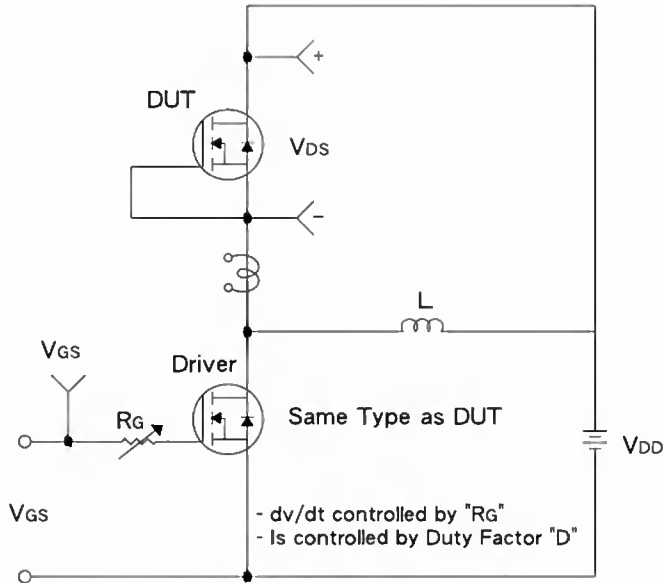 +
DUT
VDS
-
L
VGS
Driver
RG
Same Type as DUT
VDD
VGS
- dv/dt controlled by "RG"
- Is controlled by Duty Factor "D"